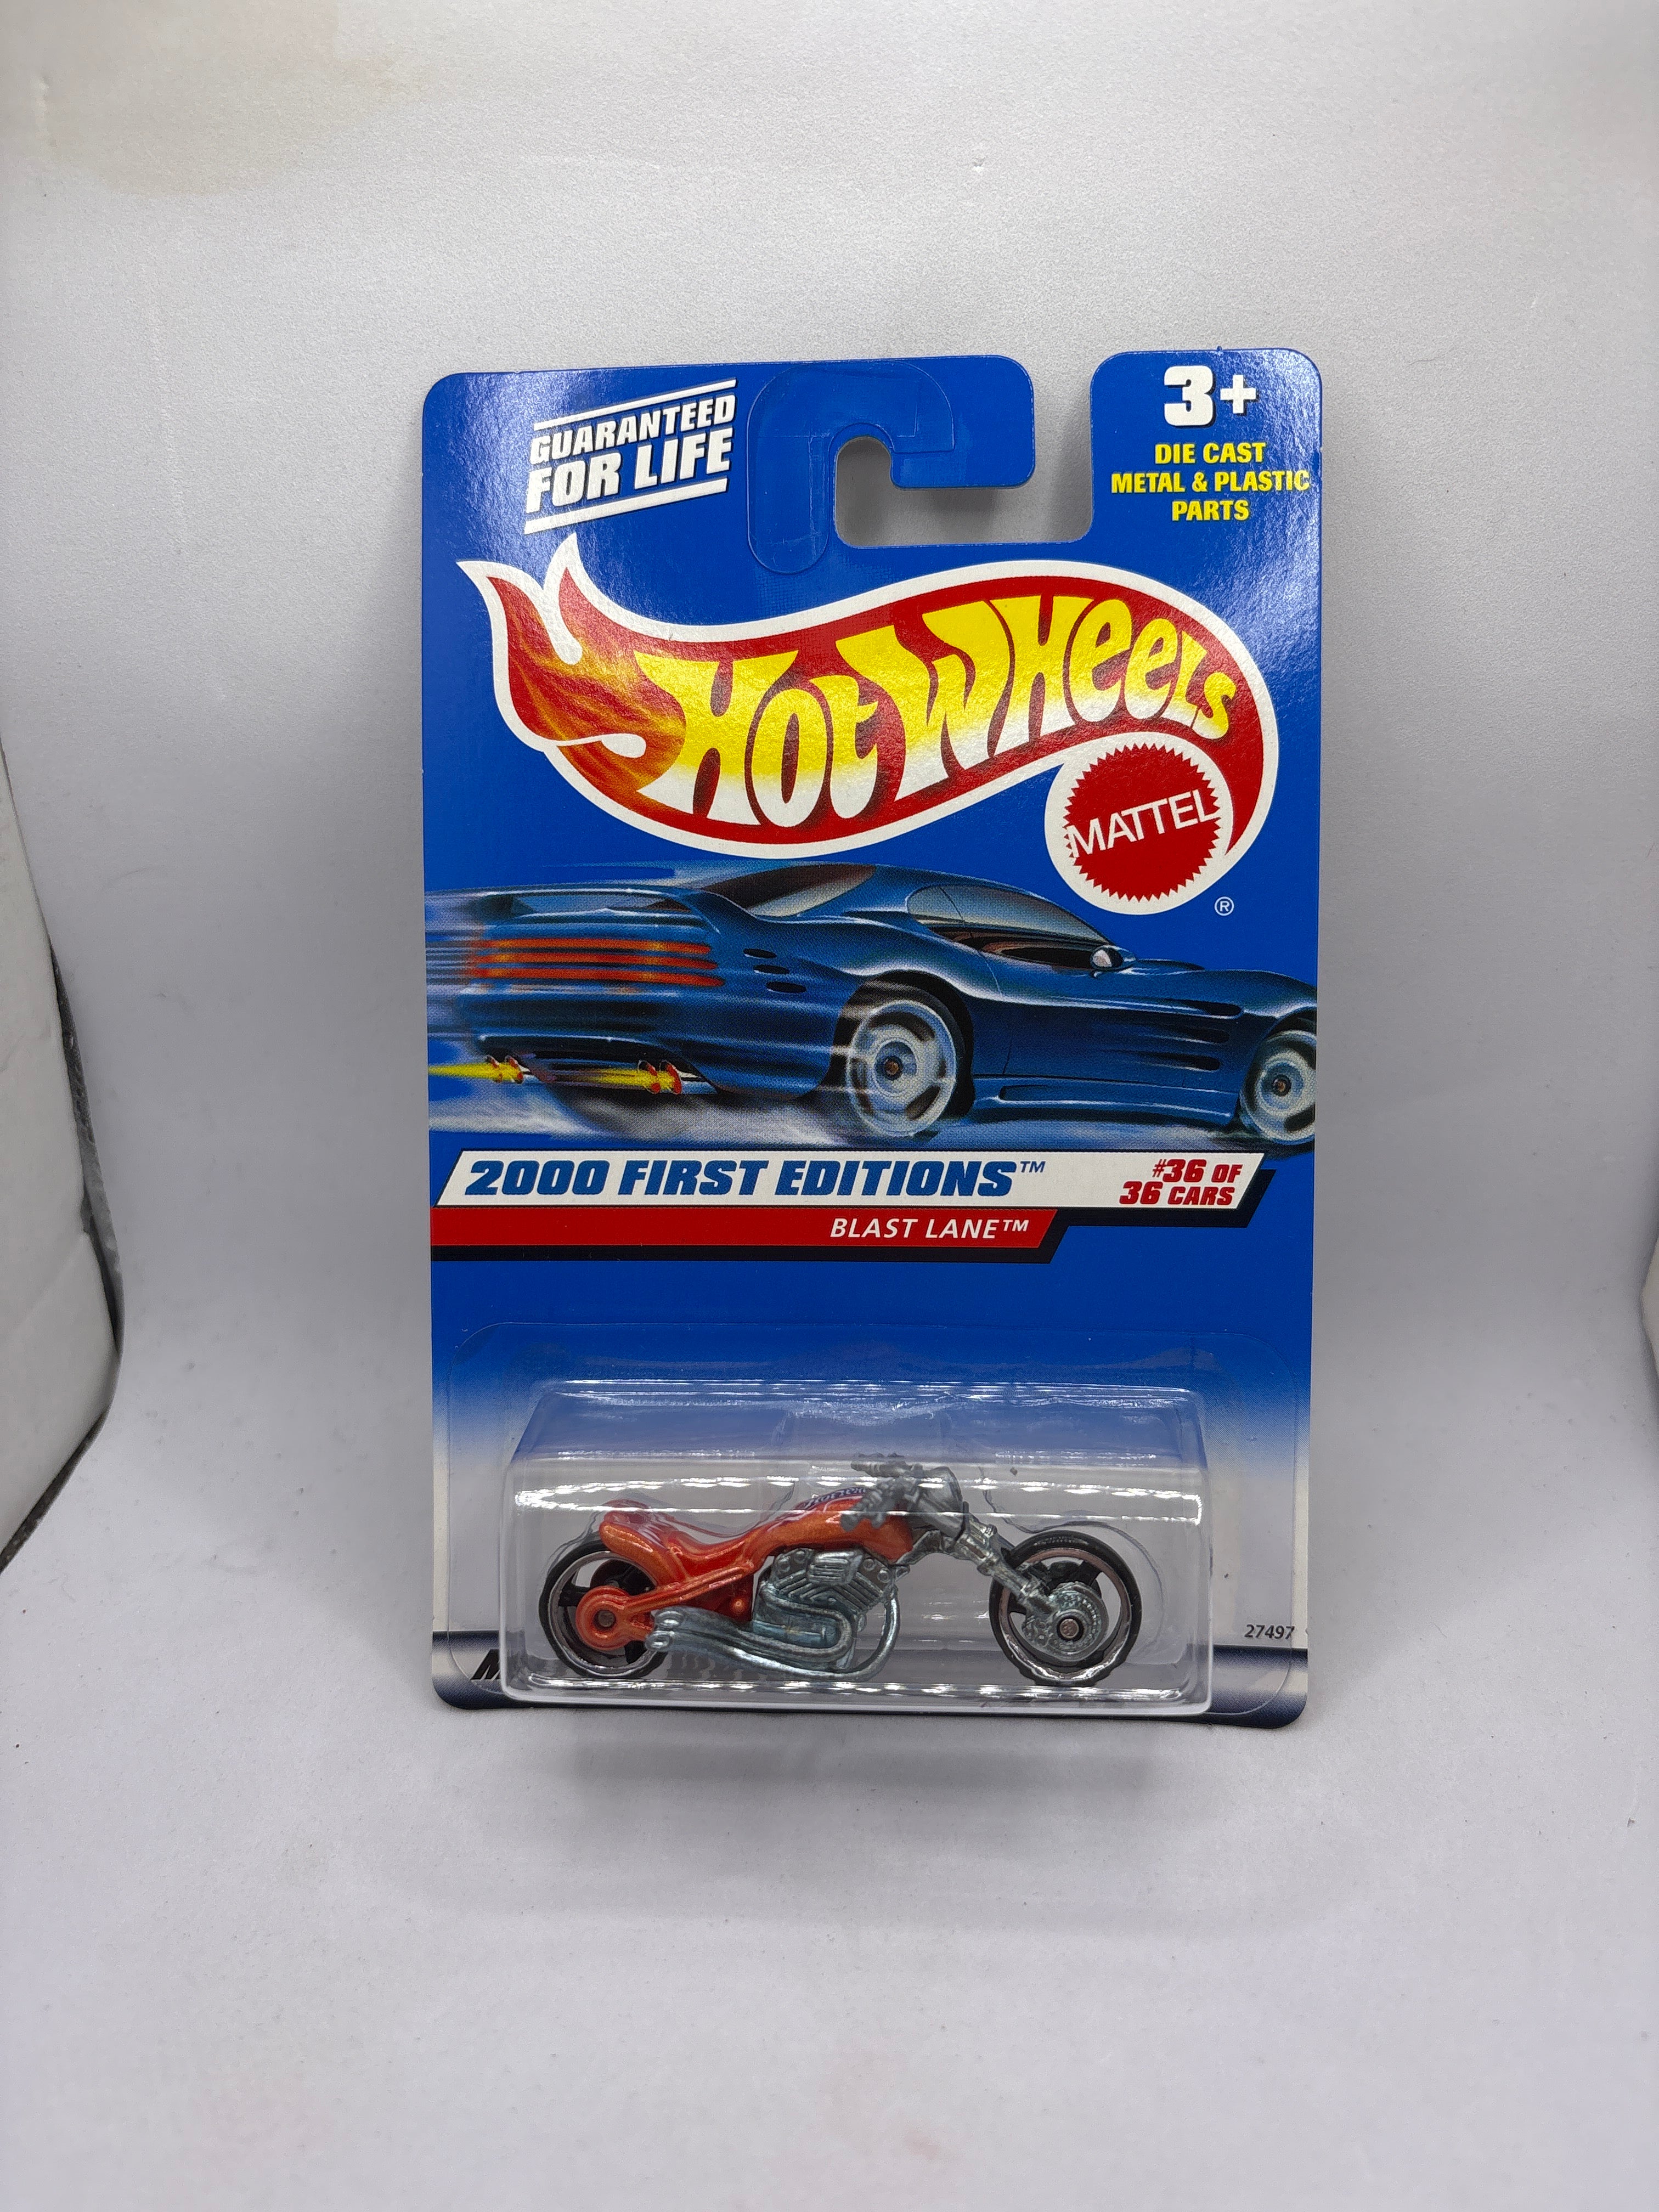 GUARANTEED
FOR LIFE
3+
DIE CAST
METAL & PLASTIC
PARTS
HOT WHEELS
MATTEL
®
2000 FIRST EDITIONS™
#36 OF
36 CARS
BLAST LANE™
27497